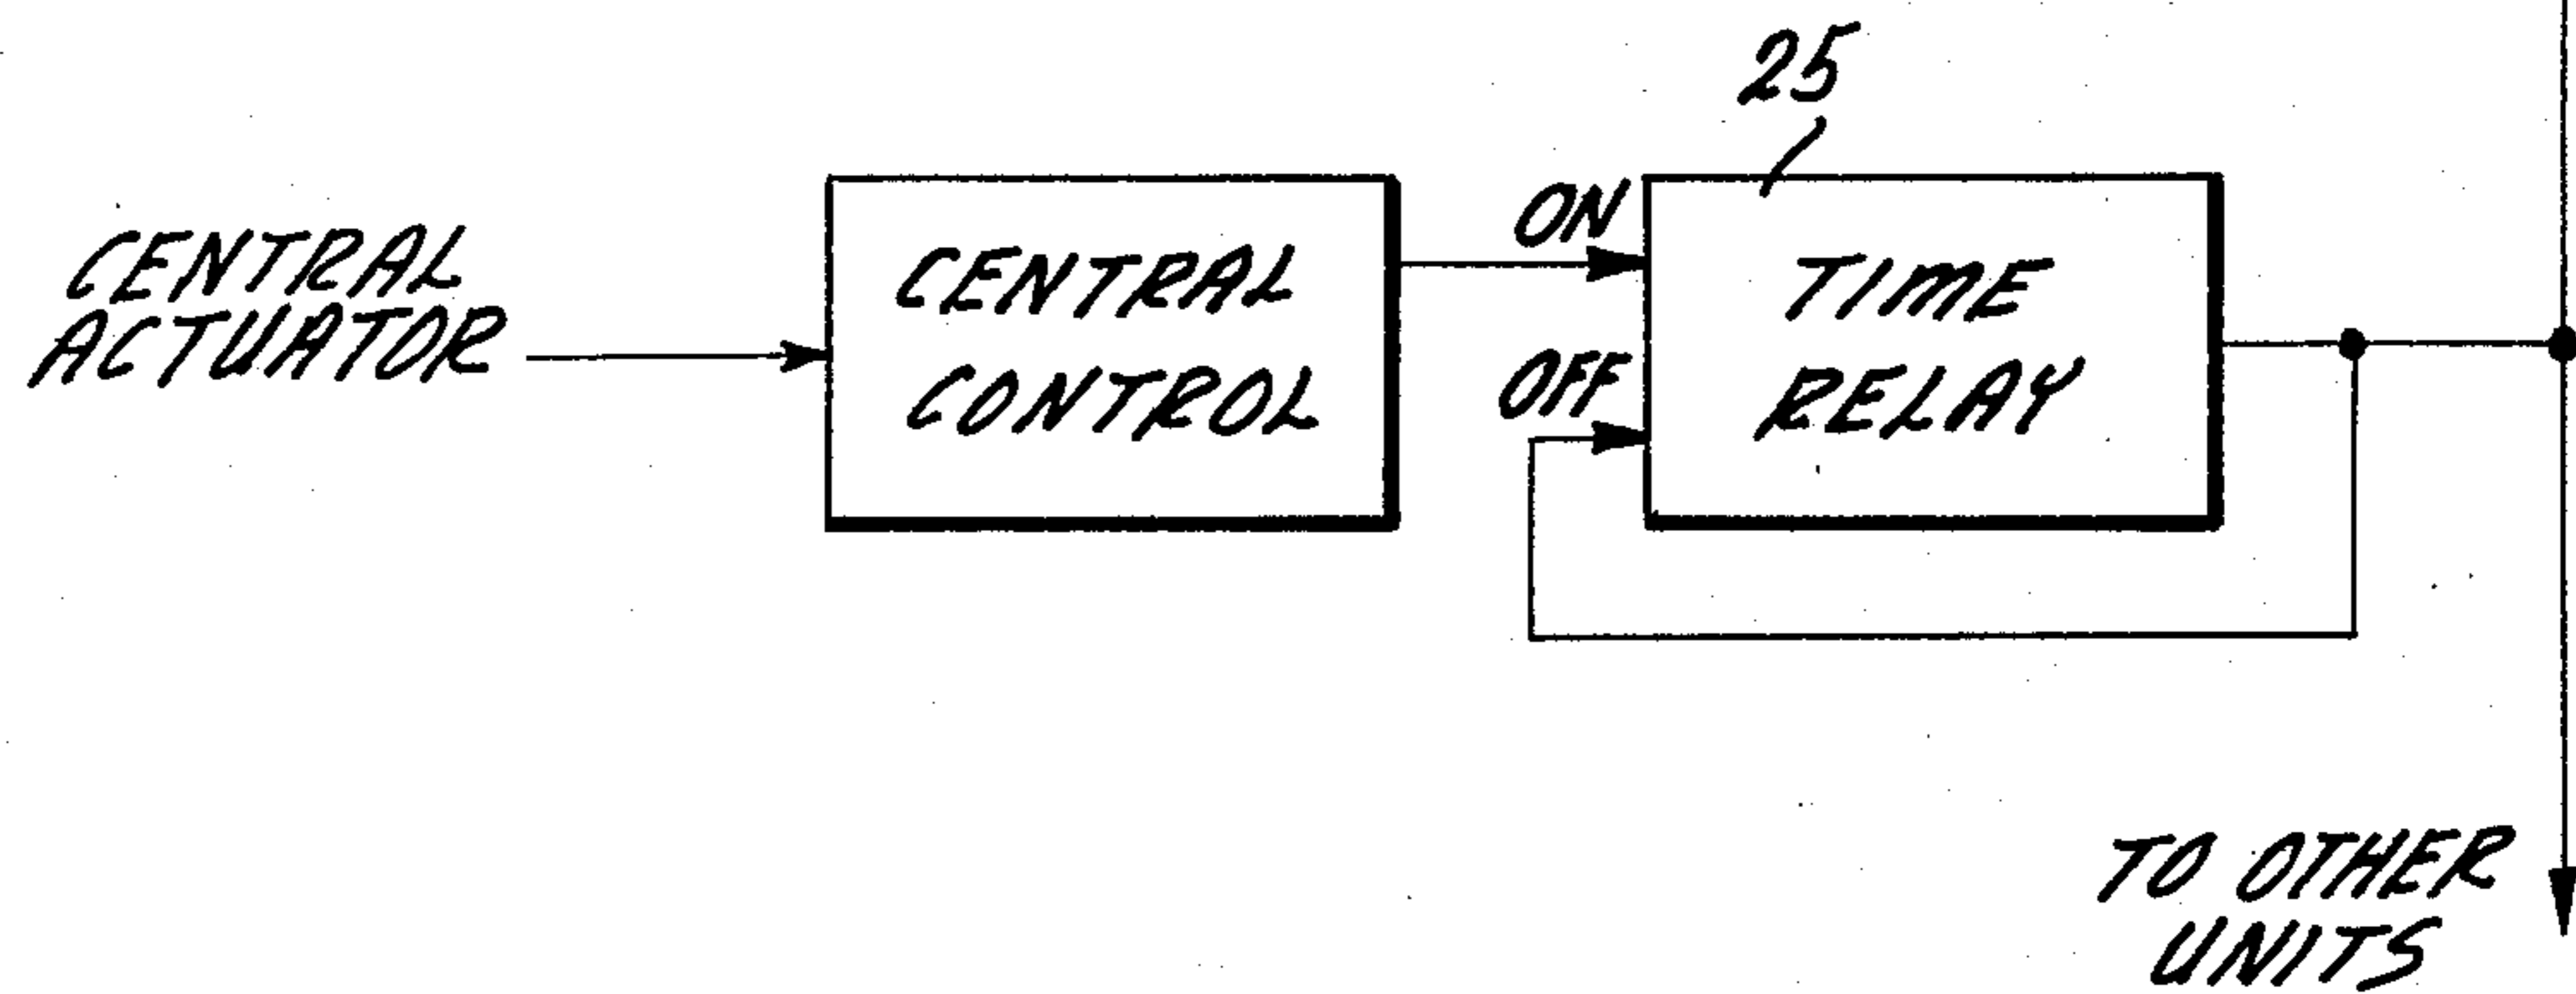 25
CENTRAL
ACTUATOR
CENTRAL
CONTROL
ON
OFF
TIME
RELAY
TO OTHER
UNITS